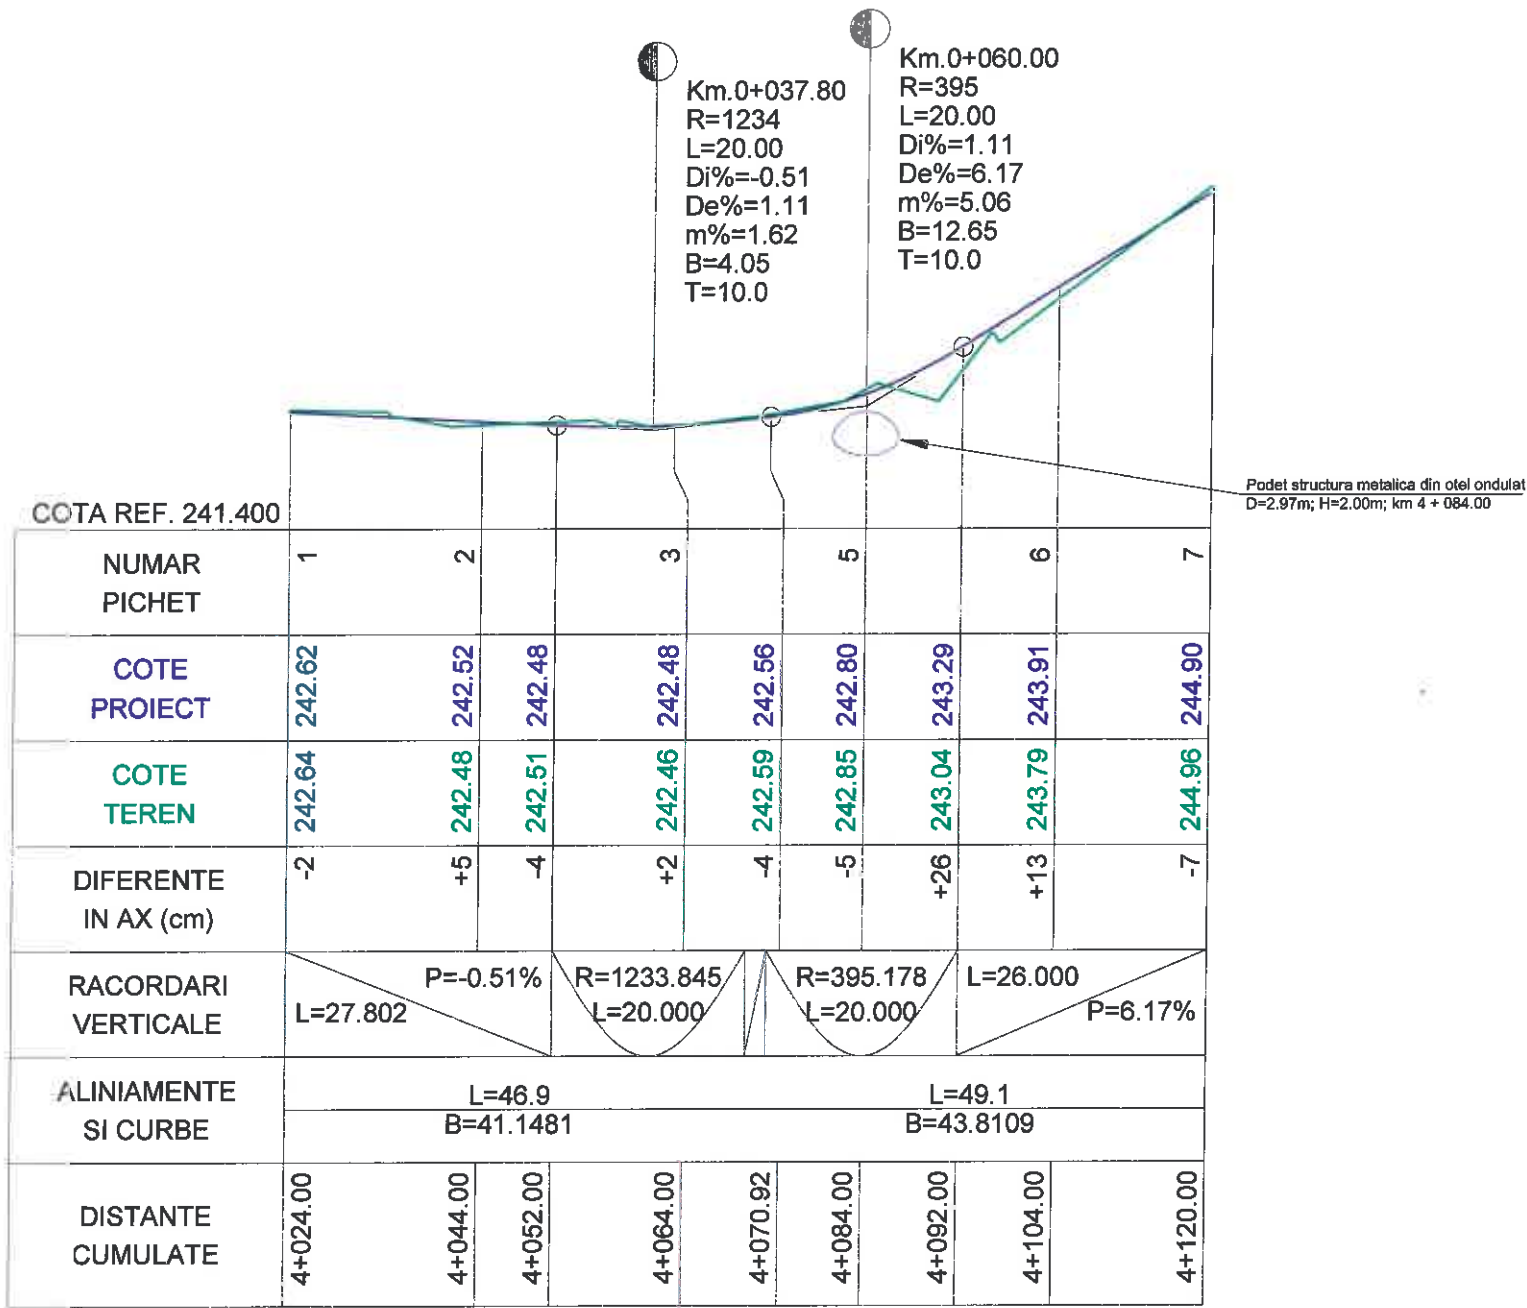 Km.0+037.80
R=1234
L=20.00
Di%=-0.51
De%=1.11
m%=1.62
B=4.05
T=10.0
Km.0+060.00
R=395
L=20.00
Di%=1.11
De%=6.17
m%=5.06
B=12.65
T=10.0
Podet structura metalica din otel ondulat
D=2.97m; H=2.00m; km 4 + 084.00
COTA REF. 241.400
NUMAR
PICHET
1
2
3
5
6
7
COTE
PROIECT
242.62
242.52
242.48
242.48
242.56
242.80
243.29
243.91
244.90
COTE
TEREN
242.64
242.48
242.51
242.46
242.59
242.85
243.04
243.79
244.96
DIFERENTE
IN AX (cm)
-2
+5
-4
+2
-4
-5
+26
+13
-7
RACORDARI
VERTICALE
P=-0.51%
L=27.802
R=1233.845
L=20.000
R=395.178
L=20.000
L=26.000
P=6.17%
ALINIAMENTE
SI CURBE
L=46.9
B=41.1481
L=49.1
B=43.8109
DISTANTE
CUMULATE
4+024.00
4+044.00
4+052.00
4+064.00
4+070.92
4+084.00
4+092.00
4+104.00
4+120.00